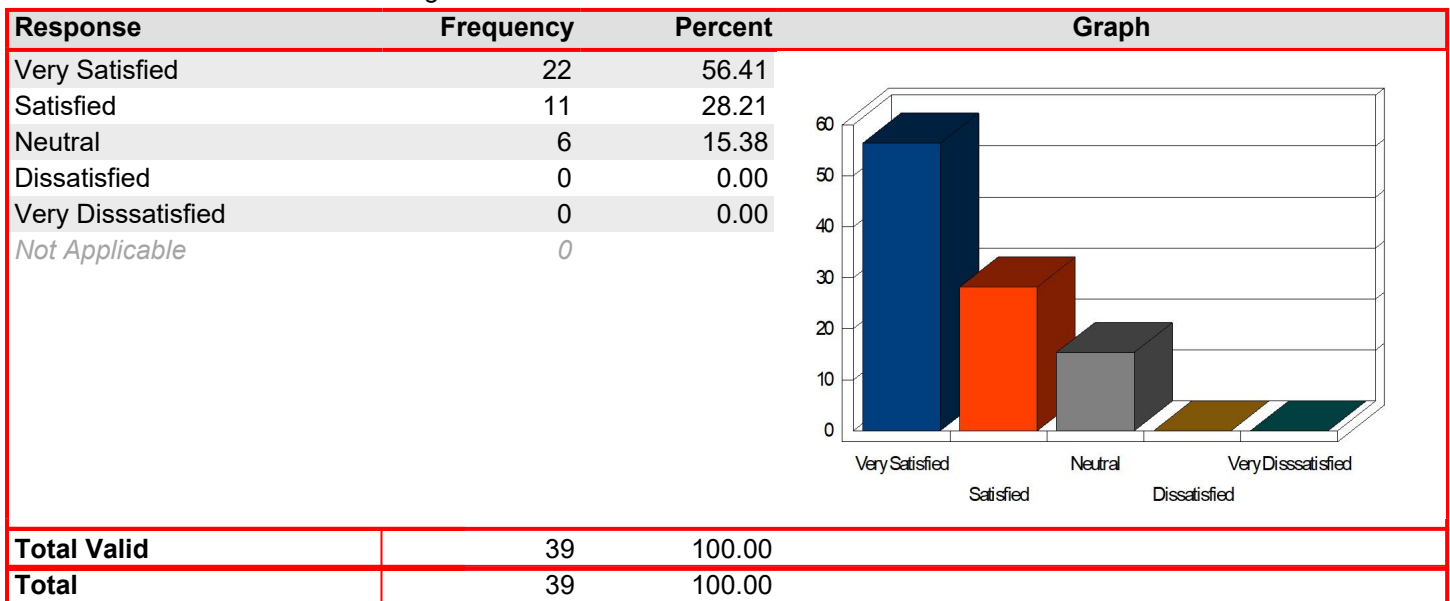 Response Frequency Percent Graph
Very Satisfied 22 56.41
Satisfied 11 28.21
Neutral 6 15.38
Dissatisfied 0 0.00
Very Disssatisfied 0 0.00
Not Applicable 0
60
50
40
30
20
10
0
Very Satisfied Neutral Very Disssatisfied
Satisfied Dissatisfied
Total Valid 39 100.00
Total 39 100.00